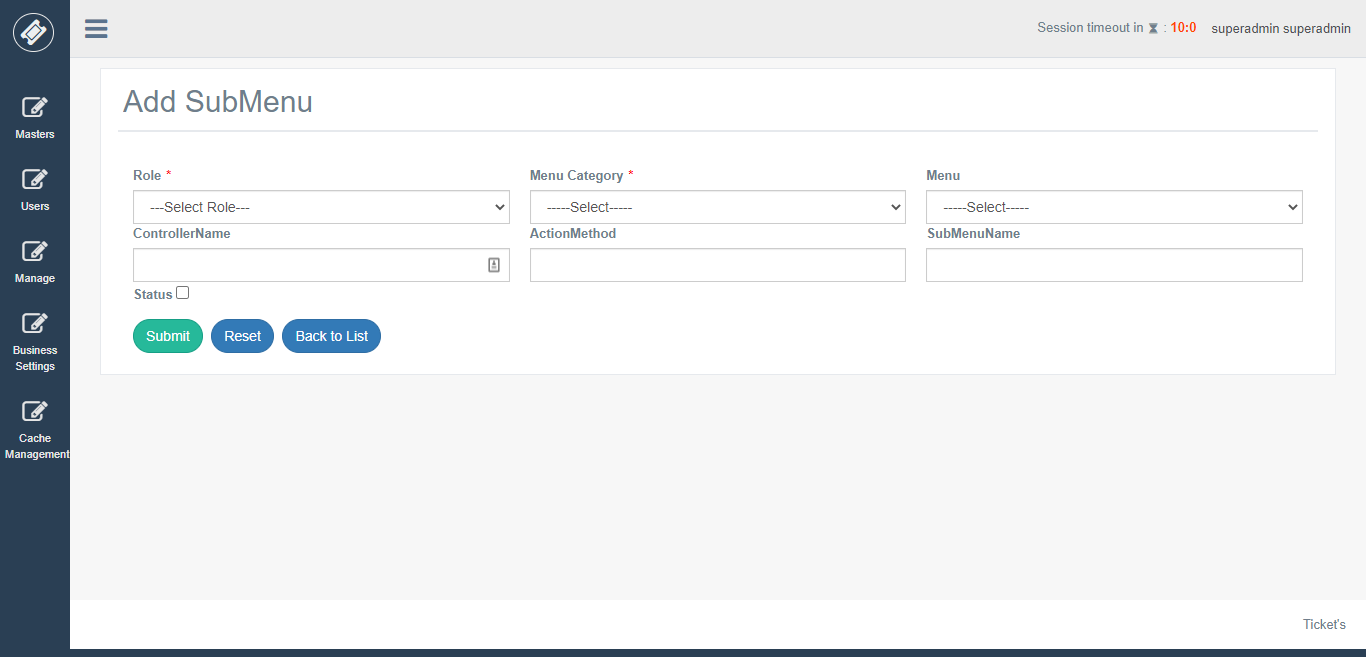 Session timeout in : 10:0 superadmin superadmin
Masters
Users
Manage
Business
Settings
Cache
Management
Add SubMenu
Role * Menu Category * Menu
---Select Role--- -----Select----- -----Select-----
ControllerName ActionMethod SubMenuName
Status
Submit Reset Back to List
Ticket's